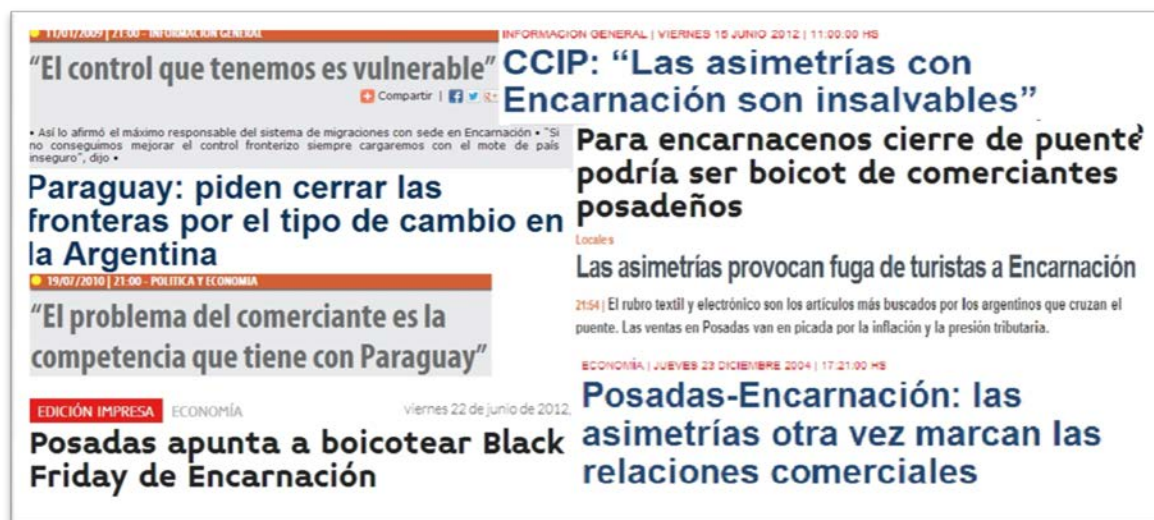 11/01/2009 | 21:00 - INFORMACION GENERAL
“El control que tenemos es vulnerable”
Compartir |
• Así lo afirmó el máximo responsable del sistema de migraciones con sede en Encarnación • “Si
no conseguimos mejorar el control fronterizo siempre cargaremos con el mote de país
inseguro”, dijo •
Paraguay: piden cerrar las
fronteras por el tipo de cambio en
la Argentina
19/07/2010 | 21:00 - POLITICA Y ECONOMIA
“El problema del comerciante es la
competencia que tiene con Paraguay”
EDICIÓN IMPRESA ECONOMÍA viernes 22 de junio de 2012,
Posadas apunta a boicotear Black
Friday de Encarnación
INFORMACION GENERAL | VIERNES 15 JUNIO 2012 | 11:00:00 HS
CCIP: “Las asimetrías con
Encarnación son insalvables”
Para encarnacenos cierre de puente
podría ser boicot de comerciantes
posadeños
Locales
Las asimetrías provocan fuga de turistas a Encarnación
21:54 | El rubro textil y electrónico son los artículos más buscados por los argentinos que cruzan el
puente. Las ventas en Posadas van en picada por la inflación y la presión tributaria.
ECONOMÍA | JUEVES 23 DICIEMBRE 2004 | 17:21:00 HS
Posadas-Encarnación: las
asimetrías otra vez marcan las
relaciones comerciales